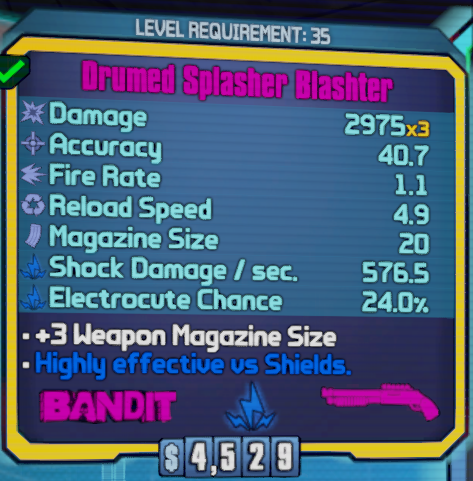 LEVEL REQUIREMENT: 35
Drumed Splasher Blashter
Damage 2975x3
Accuracy 40.7
Fire Rate 1.1
Reload Speed 4.9
Magazine Size 20
Shock Damage / sec. 576.5
Electrocute Chance 24.0%
• +3 Weapon Magazine Size
• Highly effective vs Shields.
BANDIT
$ 4,529